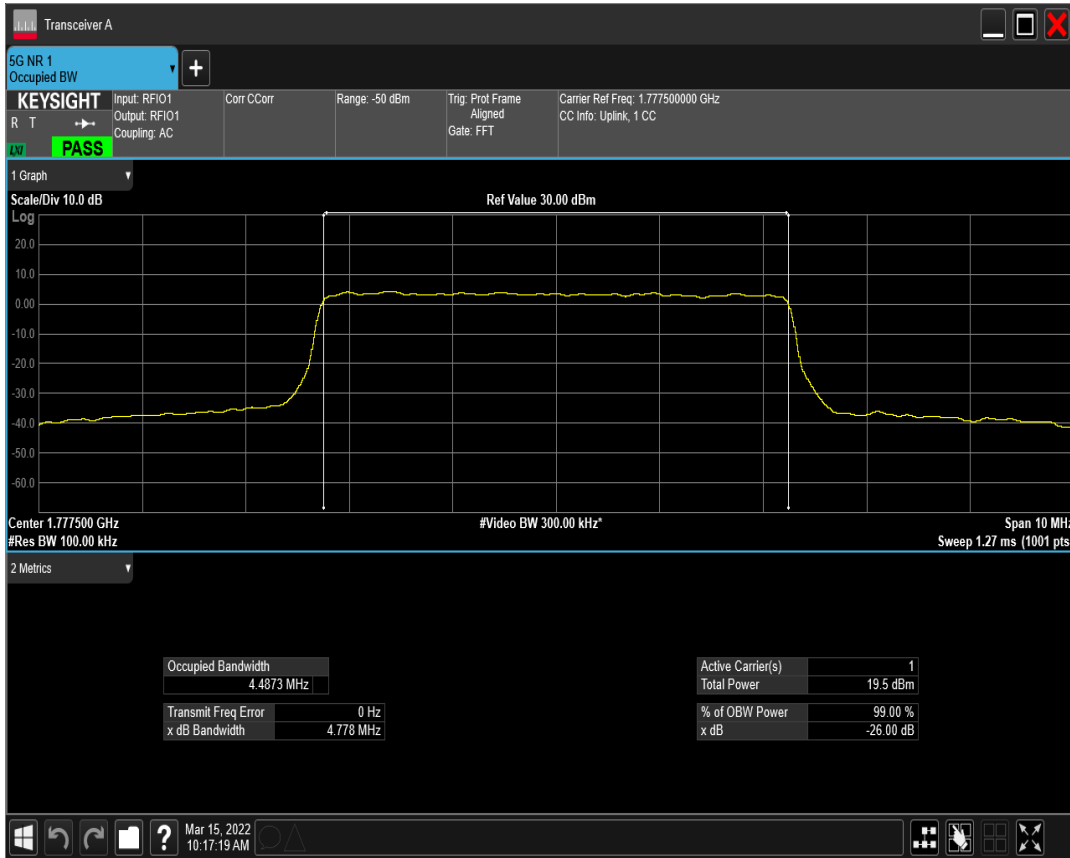 Transceiver A
5G NR 1
Occupied BW
KEYSIGHT
R T
LXI
PASS
Input: RFIO1
Output: RFIO1
Coupling: AC
Corr CCorr
Range: -50 dBm
Trig: Prot Frame
Aligned
Gate: FFT
Carrier Ref Freq: 1.777500000 GHz
CC Info: Uplink, 1 CC
1 Graph
Scale/Div 10.0 dB
Ref Value 30.00 dBm
Log
20.0
10.0
0.00
-10.0
-20.0
-30.0
-40.0
-50.0
-60.0
Center 1.777500 GHz
#Video BW 300.00 kHz*
Span 10 MHz
#Res BW 100.00 kHz
Sweep 1.27 ms (1001 pts
2 Metrics
Occupied Bandwidth
4.4873 MHz
Transmit Freq Error 0 Hz
x dB Bandwidth 4.778 MHz
Active Carrier(s) 1
Total Power 19.5 dBm
% of OBW Power 99.00 %
x dB -26.00 dB
?
Mar 15, 2022
10:17:19 AM